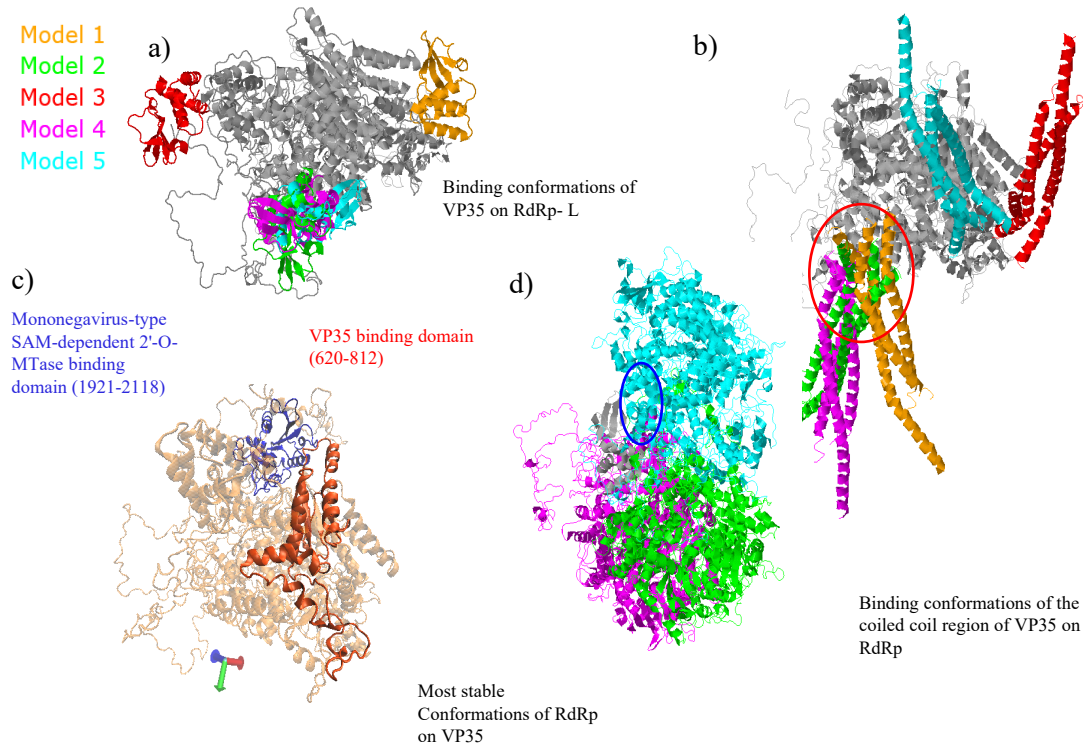 Model 1
Model 2
Model 3
Model 4
Model 5
a)
b)
Binding conformations of
VP35 on RdRp- L
c)
Mononegavirus-type
SAM-dependent 2'-O-
MTase binding
domain (1921-2118)
VP35 binding domain
(620-812)
d)
Most stable
Conformations of RdRp
on VP35
Binding conformations of the
coiled coil region of VP35 on
RdRp